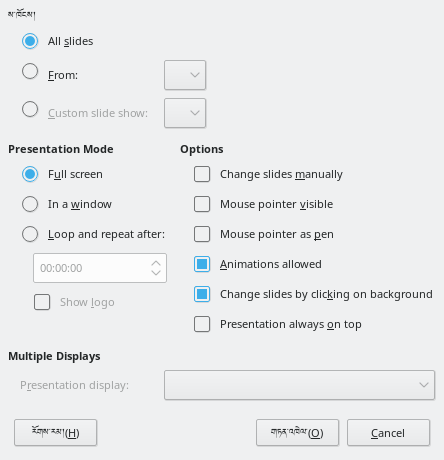 ས་ཁོངས།
All slides
From:
Custom slide show:
Presentation Mode
Options
Full screen
Change slides manually
In a window
Mouse pointer visible
Loop and repeat after:
Mouse pointer as pen
00:00:00
Animations allowed
Show logo
Change slides by clicking on background
Presentation always on top
Multiple Displays
Presentation display:
རོགས་རམ།(H)
གཏན་འཁེལ་(O)
Cancel